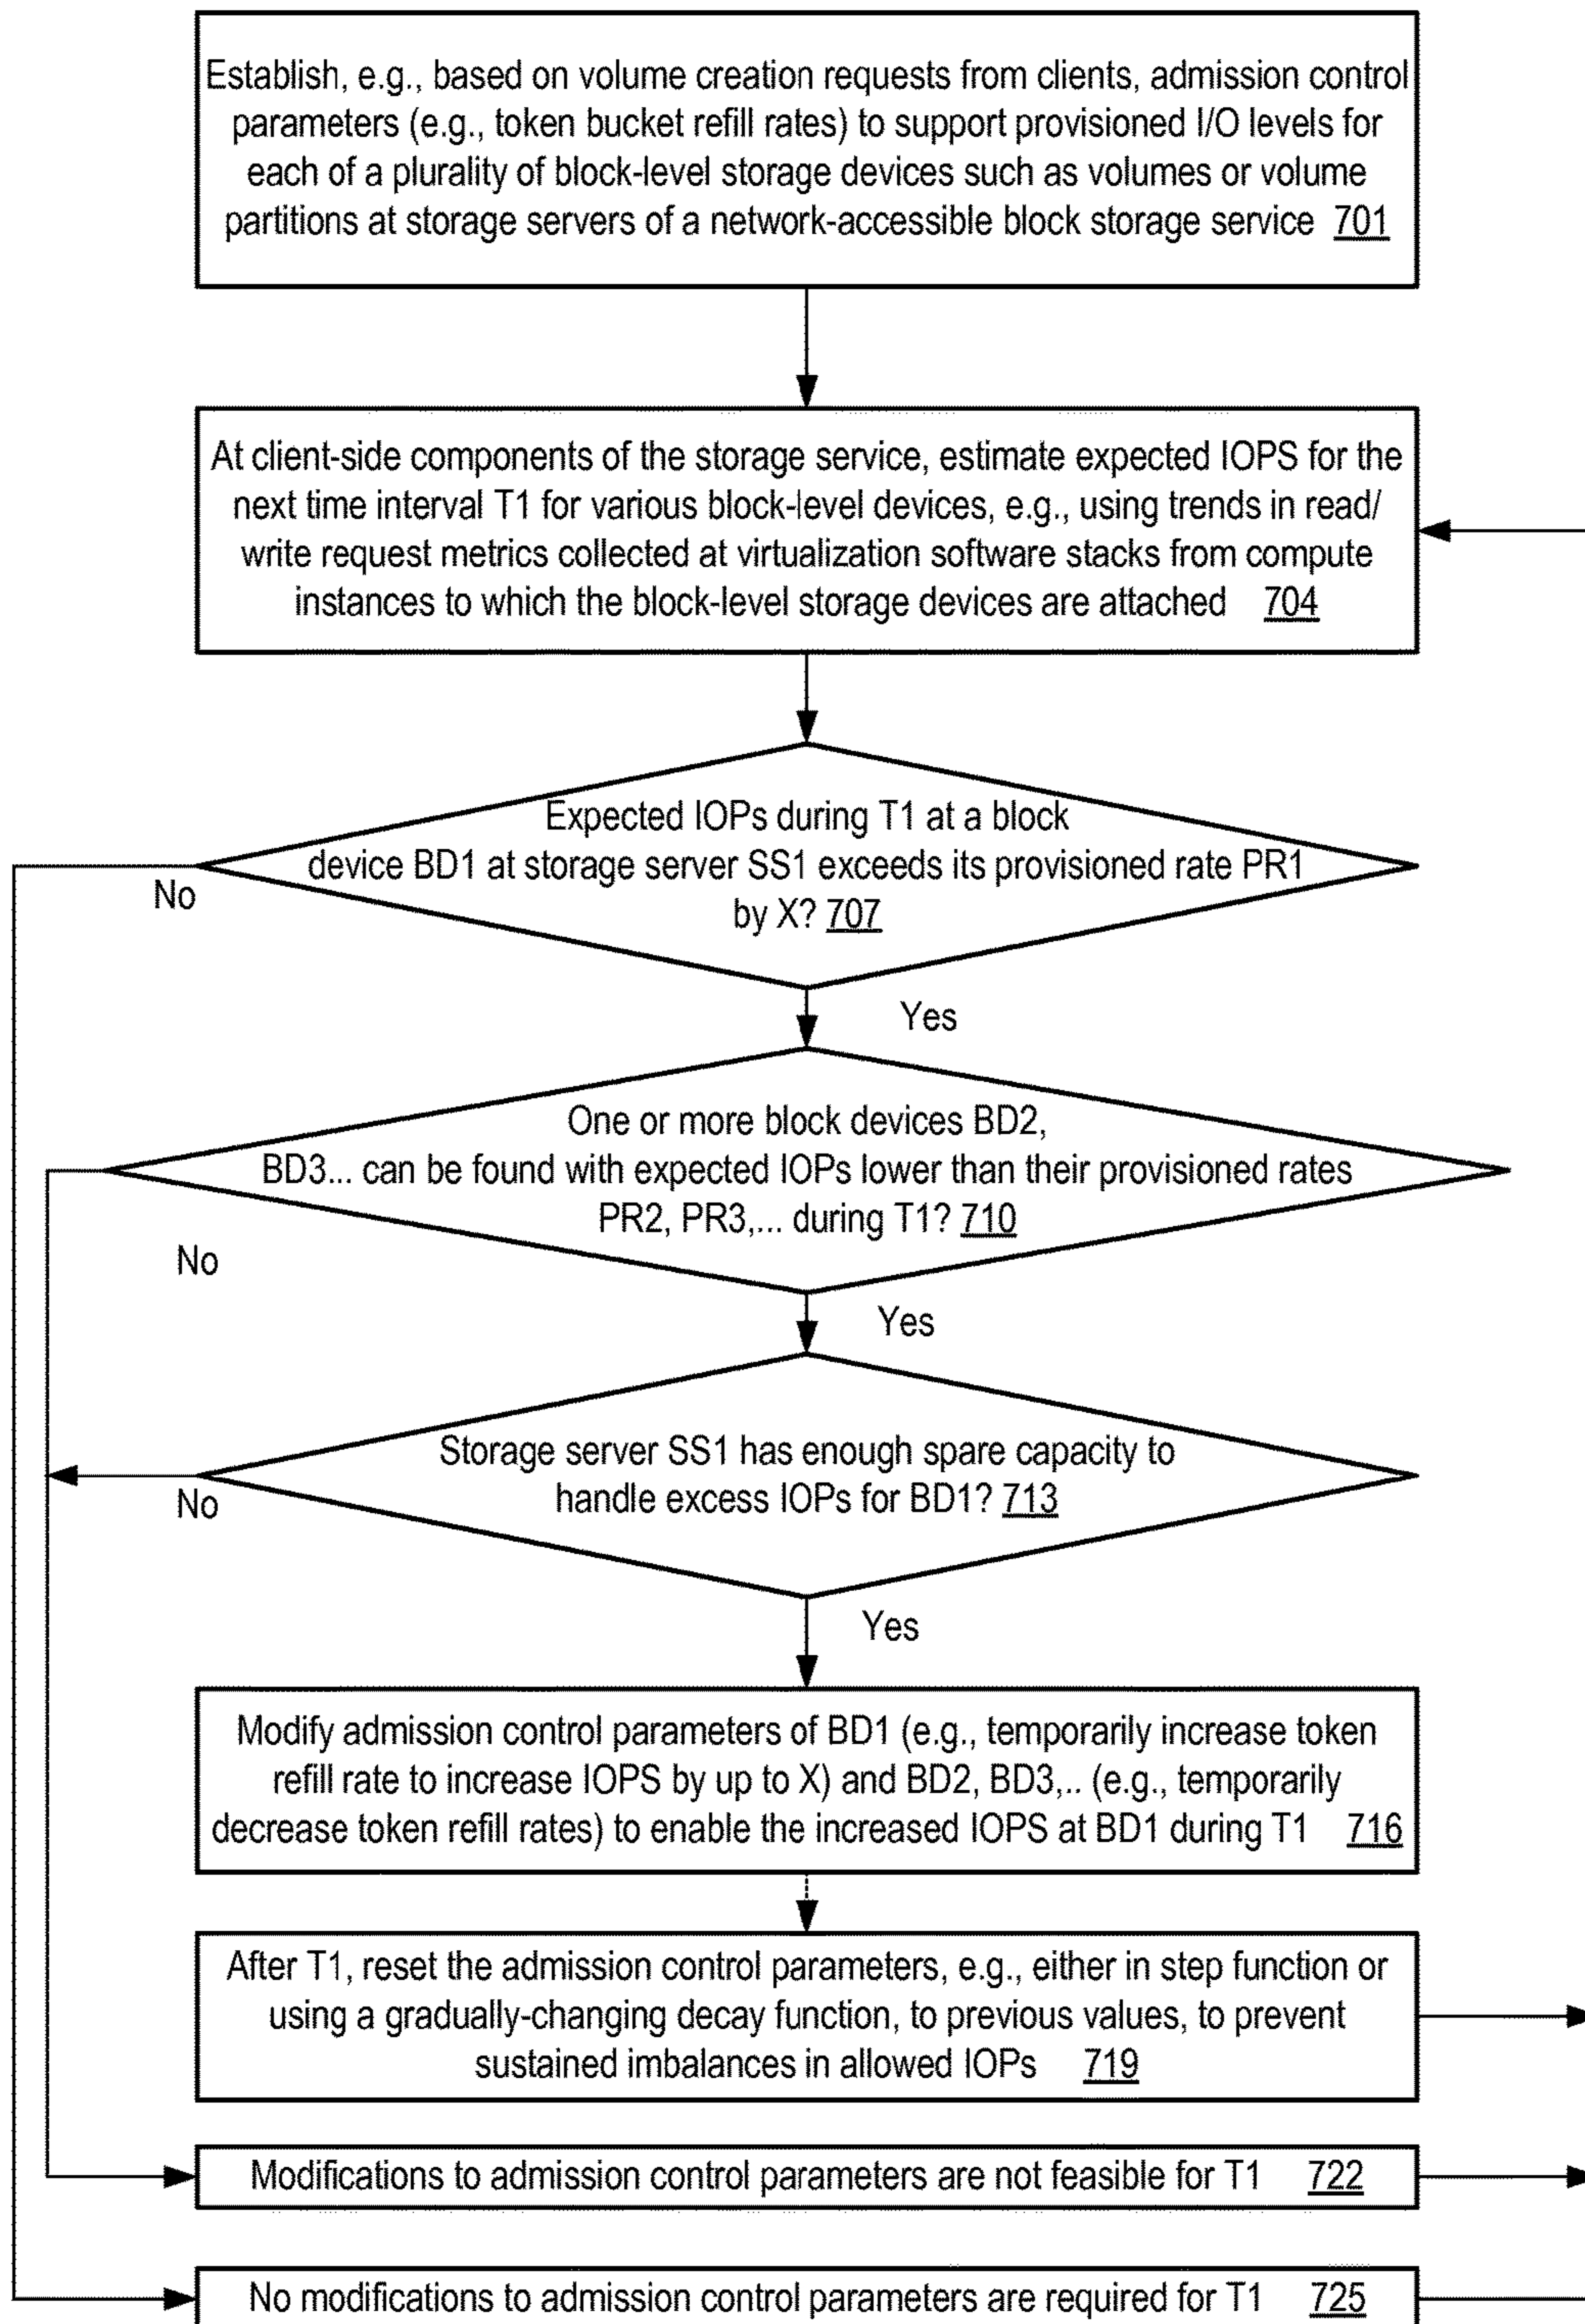 Establish, e.g., based on volume creation requests from clients, admission control
parameters (e.g., token bucket refill rates) to support provisioned I/O levels for
each of a plurality of block-level storage devices such as volumes or volume
partitions at storage servers of a network-accessible block storage service 701
At client-side components of the storage service, estimate expected IOPS for the
next time interval T1 for various block-level devices, e.g., using trends in read/
write request metrics collected at virtualization software stacks from compute
instances to which the block-level storage devices are attached 704
Expected IOPs during T1 at a block
device BD1 at storage server SS1 exceeds its provisioned rate PR1
by X? 707
No
Yes
One or more block devices BD2,
BD3... can be found with expected IOPs lower than their provisioned rates
PR2, PR3,... during T1? 710
No
Yes
Storage server SS1 has enough spare capacity to
handle excess IOPs for BD1? 713
No
Yes
Modify admission control parameters of BD1 (e.g., temporarily increase token
refill rate to increase IOPS by up to X) and BD2, BD3,.. (e.g., temporarily
decrease token refill rates) to enable the increased IOPS at BD1 during T1 716
After T1, reset the admission control parameters, e.g., either in step function or
using a gradually-changing decay function, to previous values, to prevent
sustained imbalances in allowed IOPs 719
Modifications to admission control parameters are not feasible for T1 722
No modifications to admission control parameters are required for T1 725